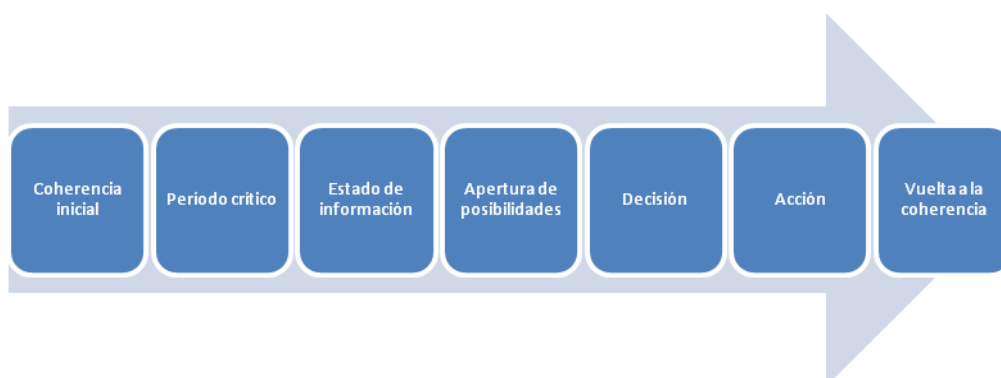 Coherencia
inicial
Período crítico
Estado de
información
Apertura de
posibilidades
Decisión
Acción
Vuelta a la
coherencia